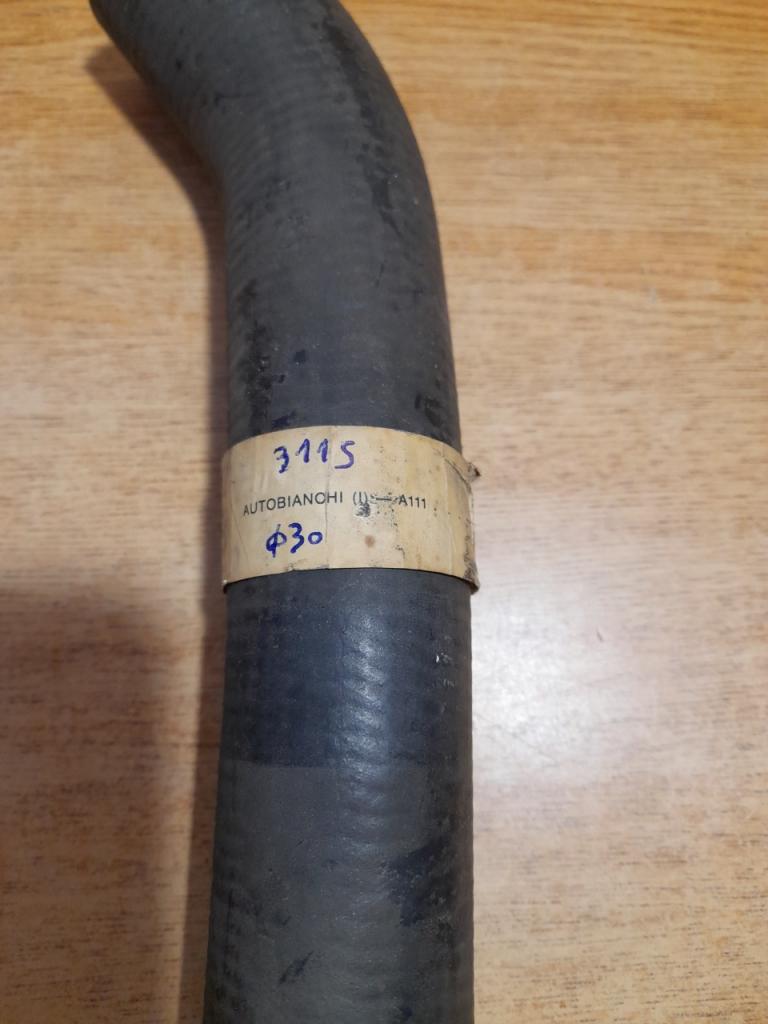 3115
AUTOBIANCHI (I) — A111
ϕ30